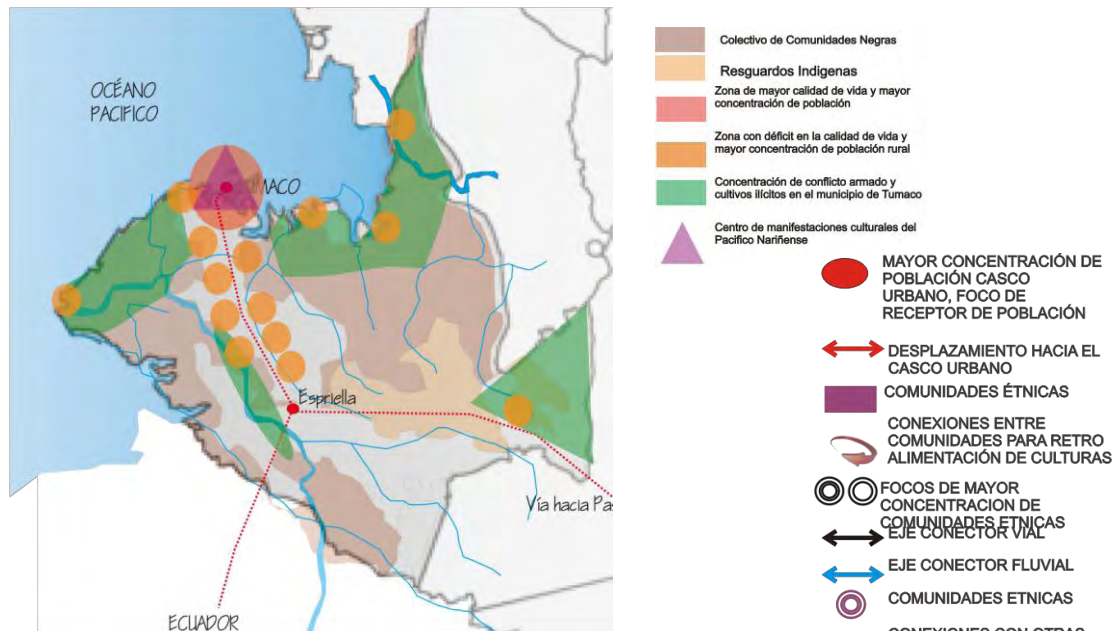 OCÉANO
PACIFICO
TUMACO
Espriella
Vía hacia Pas
ECUADOR
Colectivo de Comunidades Negras
Resguardos Indigenas
Zona de mayor calidad de vida y mayor
concentración de población
Zona con déficit en la calidad de vida y
mayor concentración de población rural
Concentración de conflicto armado y
cultivos ilícitos en el municipio de Tumaco
Centro de manifestaciones culturales del
Pacifico Nariñense
MAYOR CONCENTRACIÓN DE
POBLACIÓN CASCO
URBANO, FOCO DE
RECEPTOR DE POBLACIÓN
DESPLAZAMIENTO HACIA EL
CASCO URBANO
COMUNIDADES ÉTNICAS
CONEXIONES ENTRE
COMUNIDADES PARA RETRO
ALIMENTACIÓN DE CULTURAS
FOCOS DE MAYOR
CONCENTRACION DE
COMUNIDADES ETNICAS
EJE CONECTOR VIAL
EJE CONECTOR FLUVIAL
COMUNIDADES ETNICAS
CONEXIONES CON OTRAS